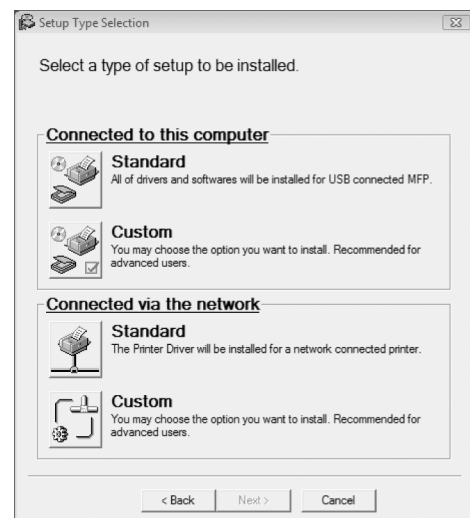 Setup Type Selection
Select a type of setup to be installed.
Connected to this computer
Standard
All of drivers and softwares will be installed for USB connected MFP.
Custom
You may choose the option you want to install. Recommended for
advanced users.
Connected via the network
Standard
The Printer Driver will be installed for a network connected printer.
Custom
You may choose the option you want to install. Recommended for
advanced users.
< Back
Next >
Cancel